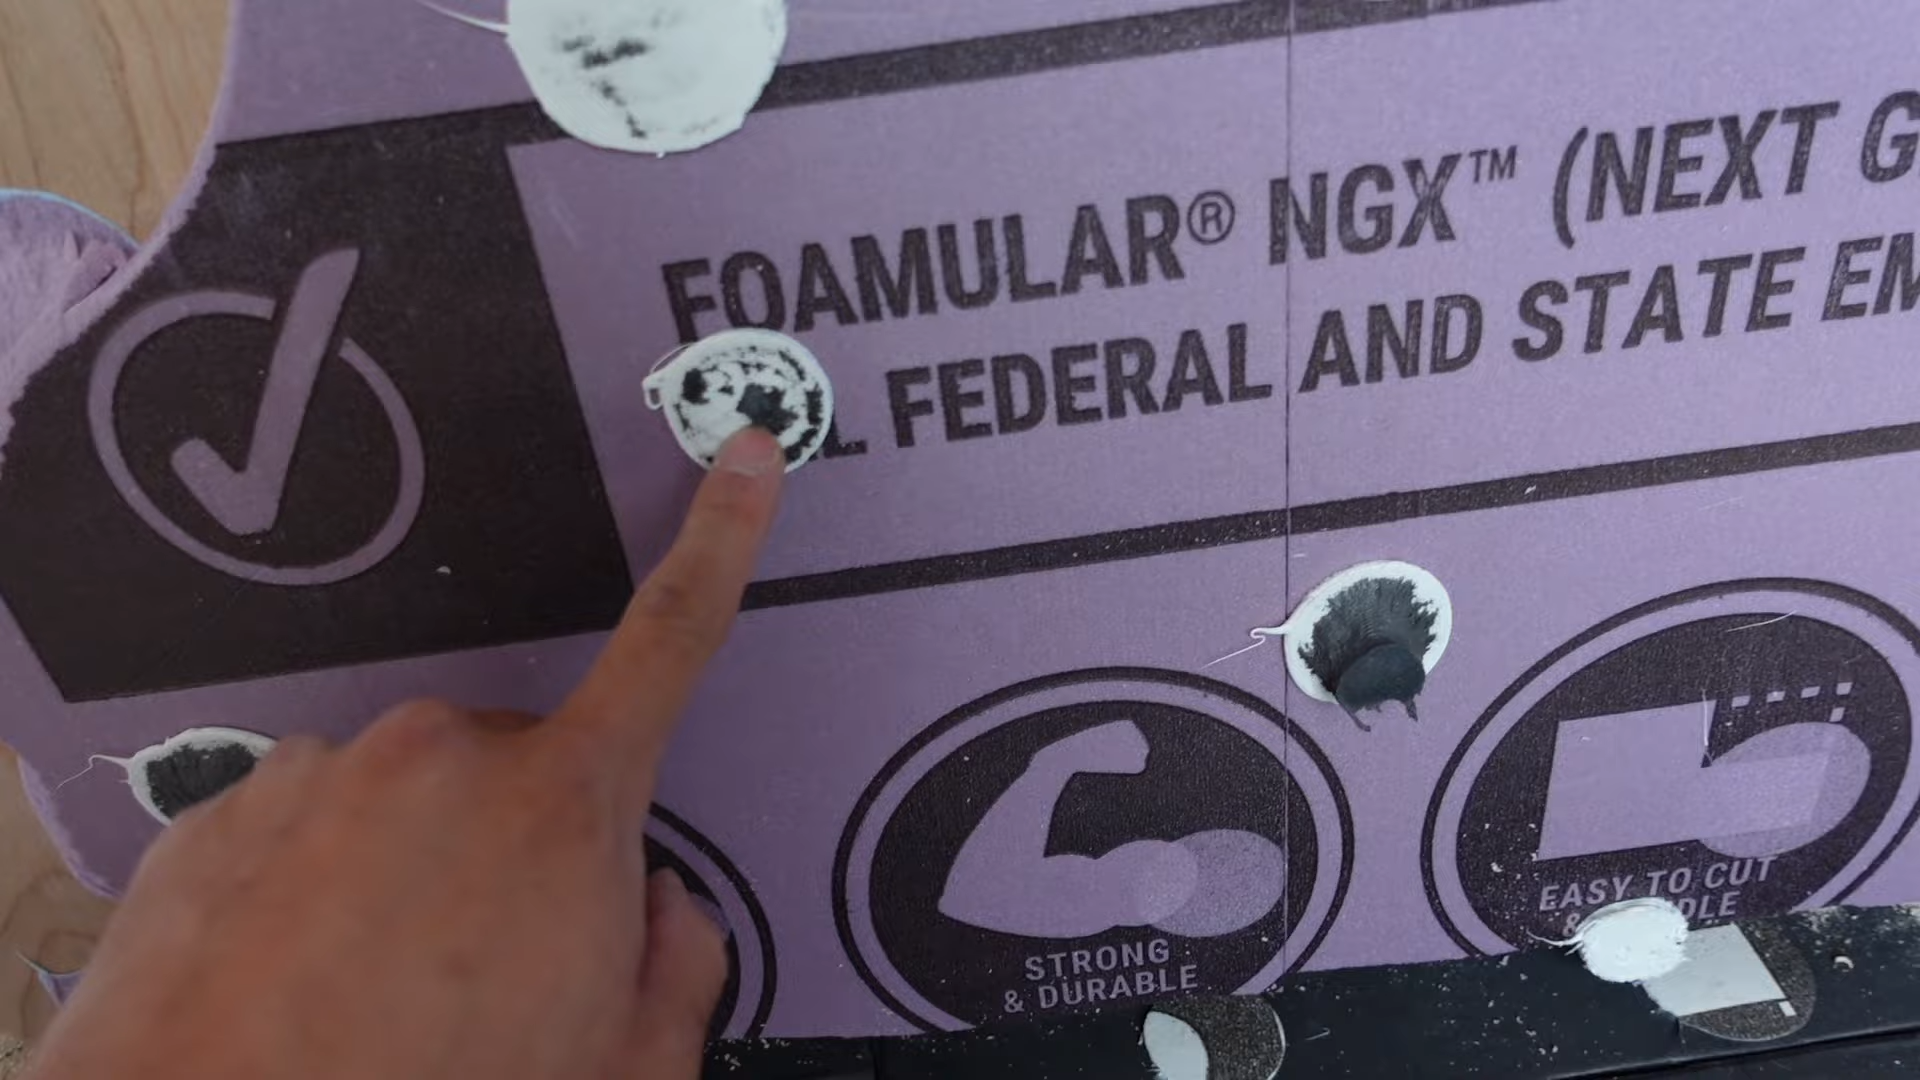 FOAMULAR® NGX™ (NEXT G
FEDERAL AND STATE EM
STRONG
& DURABLE
EASY TO CUT
&